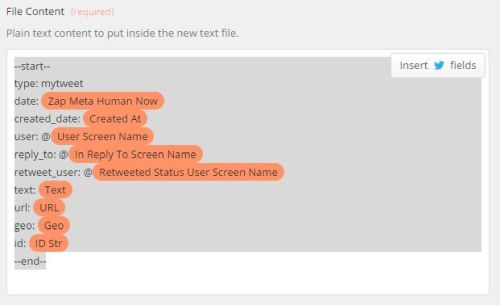 File Content (required)
Plain text content to put inside the new text file.
Insert fields
--start--
type: mytweet
date: Zap Meta Human Now
created_date: Created At
user: @ User Screen Name
reply_to: @ In Reply To Screen Name
retweet_user: @ Retweeted Status User Screen Name
text: Text
url: URL
geo: Geo
id: ID Str
--end--